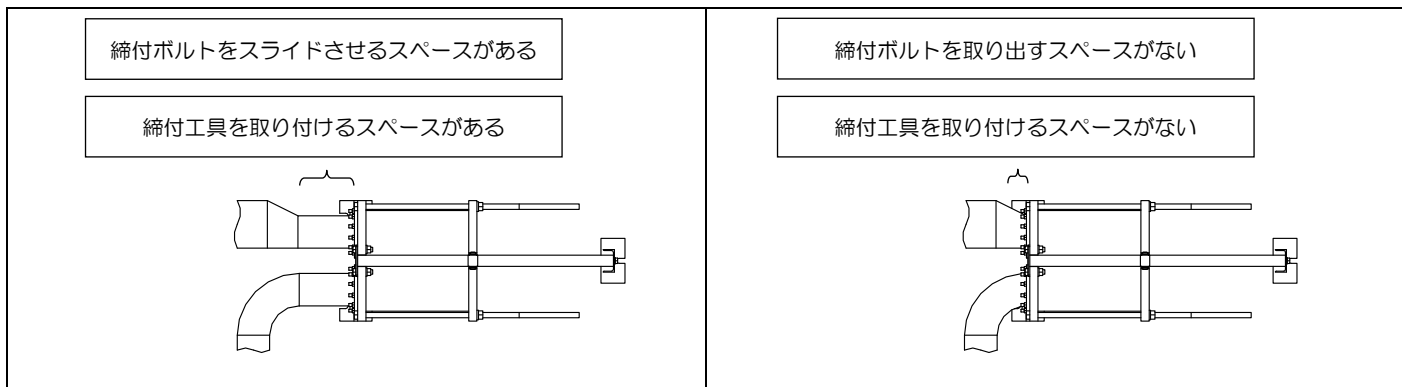 締付ボルトをスライドさせるスペースがある
締付工具を取り付けるスペースがある
締付ボルトを取り出すスペースがない
締付工具を取り付けるスペースがない